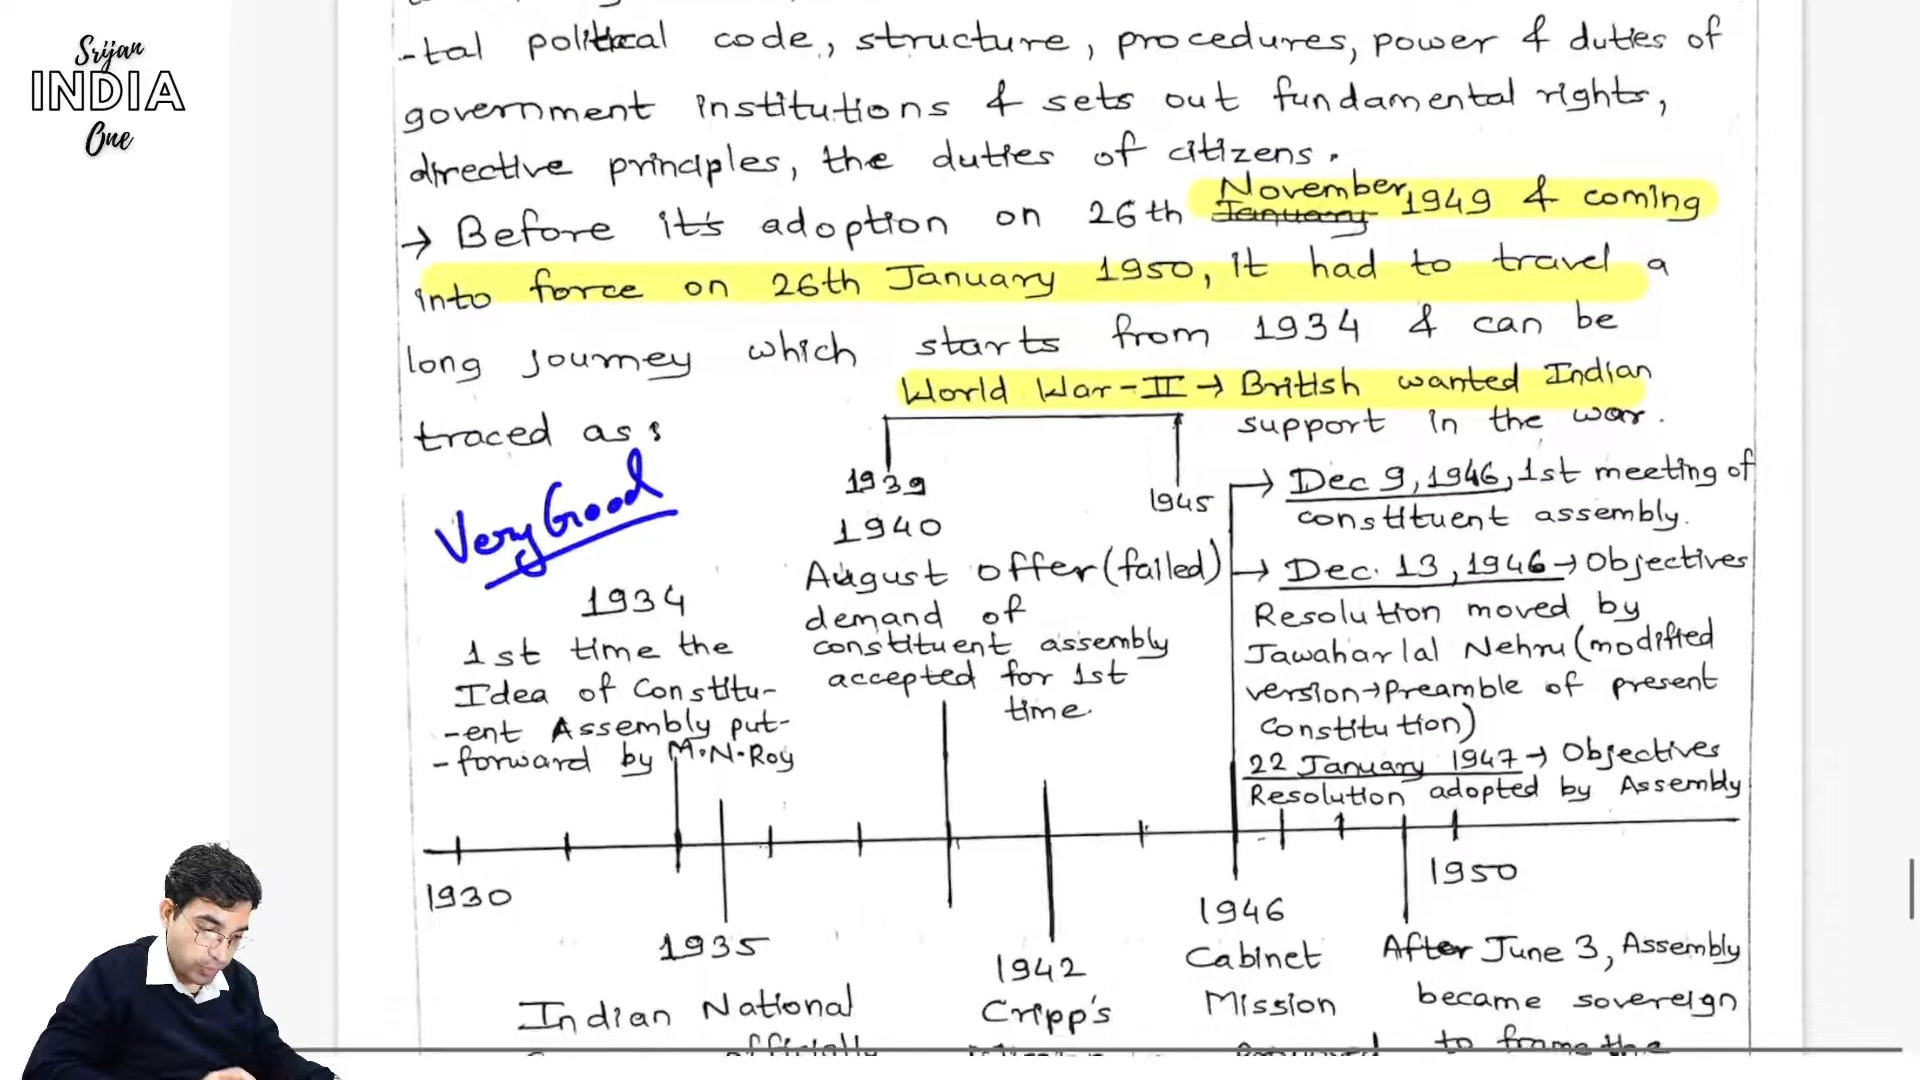 Srijan
INDIA
One
-tal political code, structure, procedures, power & duties of
government institutions & sets out fundamental rights,
directive principles, the duties of citizens.
→ Before it's adoption on 26th January November 1949 & coming
into force on 26th January 1950, it had to travel a
long journey which starts from 1934 & can be
traced as:
World War-II → British wanted Indian
support in the war.
1939
1945
Very Good
1934
1st time the
Idea of Constitu-
-ent Assembly put-
-forward by M.N.Roy
1940
August offer (failed)
demand of
constituent assembly
accepted for 1st
time.
→ Dec 9, 1946, 1st meeting of
constituent assembly.
→ Dec. 13, 1946 → Objectives
Resolution moved by
Jawaharlal Nehru (modified
version → Preamble of present
Constitution)
22 January 1947 → Objectives
Resolution adopted by Assembly
1930
1950
1935
Indian National
officially
1942
Cripp's
1946
Cabinet
Mission
After June 3, Assembly
became sovereign
to frame the